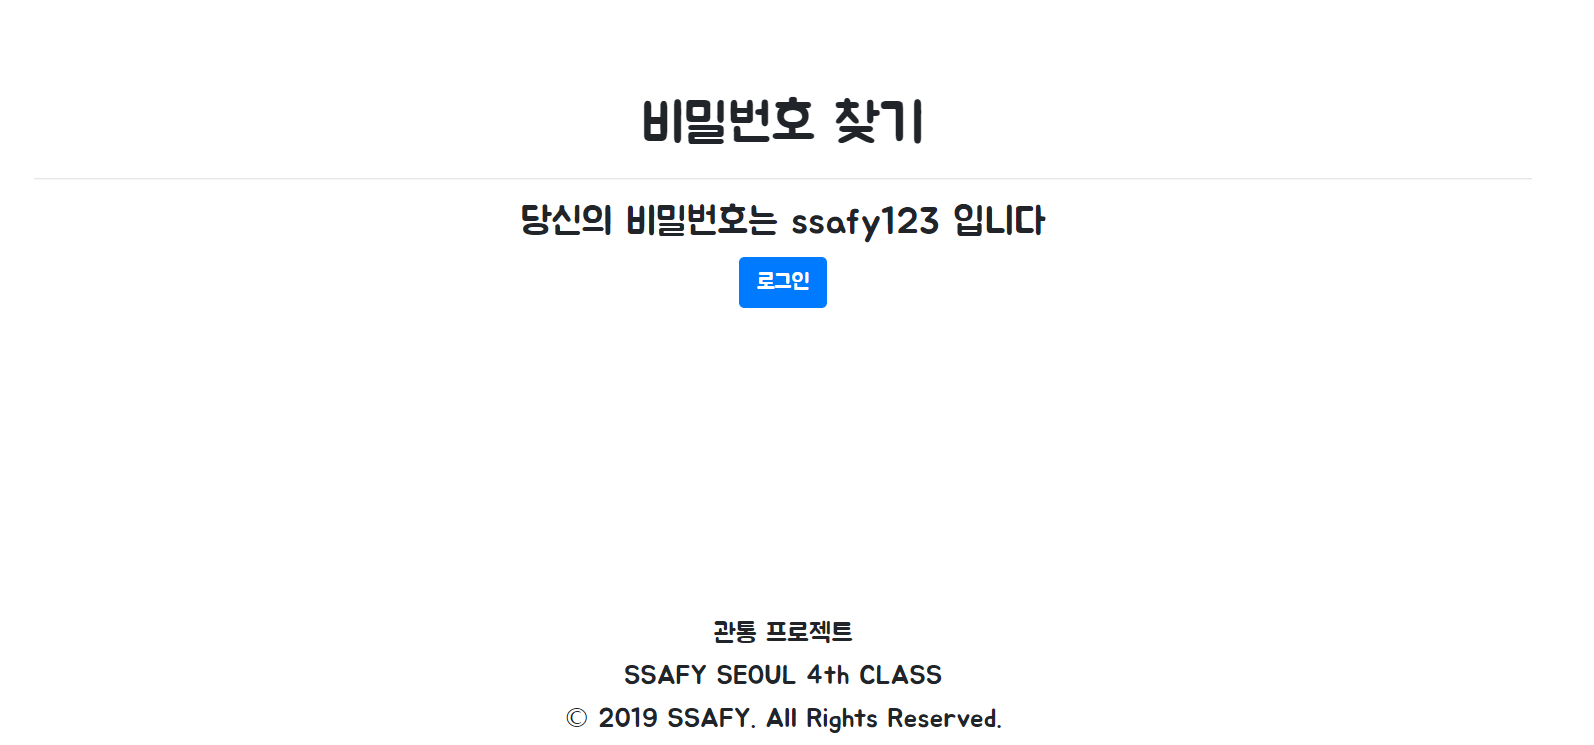 비밀번호 찾기
당신의 비밀번호는 ssafy123 입니다
로그인
관통 프로젝트
SSAFY SEOUL 4th CLASS
© 2019 SSAFY. All Rights Reserved.